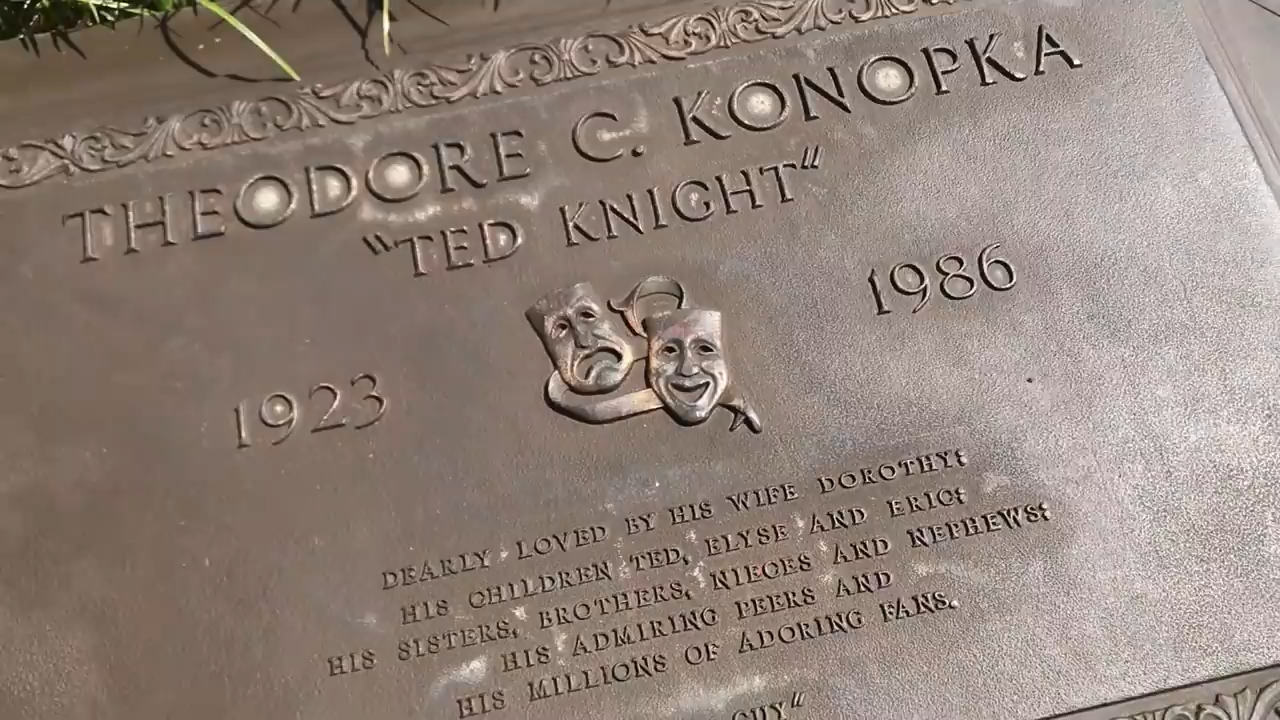 THEODORE C. KONOPKA
"TED KNIGHT"
1923 1986
DEARLY LOVED BY HIS WIFE DOROTHY;
HIS CHILDREN TED, ELYSE AND ERIC;
HIS SISTERS, BROTHERS, NIECES AND NEPHEWS;
HIS ADMIRING PEERS AND
HIS MILLIONS OF ADORING FANS.
GUY"